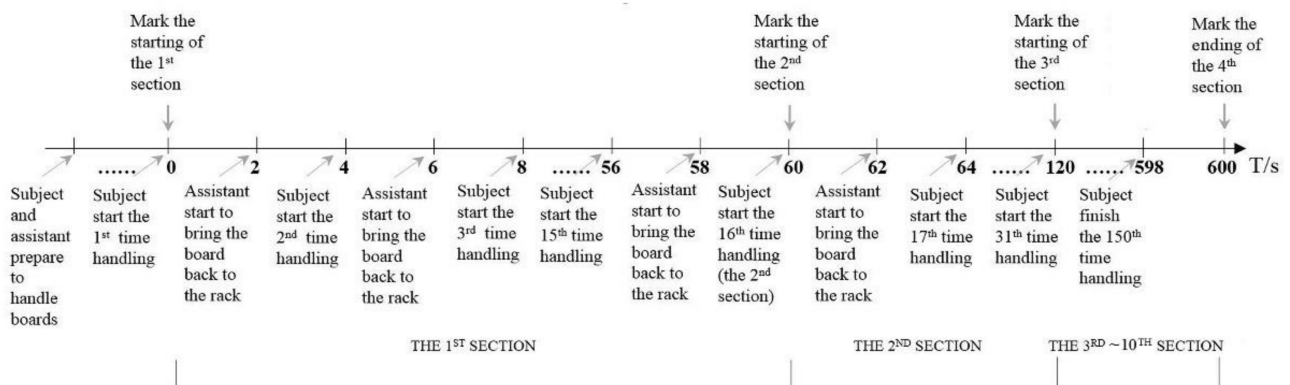 Mark the
starting of
the 1st
section
Mark the
starting of
the 2nd
section
Mark the
starting of
the 3rd
section
Mark the
ending of
the 4th
section
...... 0 2 4 6 8 ...... 56 58 60 62 64 ...... 120 ...... 598 600 T/s
Subject
and
assistant
prepare
to
handle
boards
Subject
start the
1st time
handling
Assistant
start to
bring the
board
back to
the rack
Subject
start the
2nd time
handling
Assistant
start to
bring the
board
back to
the rack
Subject
start the
3rd time
handling
Subject
start the
15th time
handling
Assistant
start to
bring the
board
back to
the rack
Subject
start the
16th time
handling
(the 2nd
section)
Assistant
start to
bring the
board
back to
the rack
Subject
start the
17th time
handling
Subject
start the
31th time
handling
Subject
finish
the 150th
time
handling
THE 1ST SECTION
THE 2ND SECTION
THE 3RD ~10TH SECTION